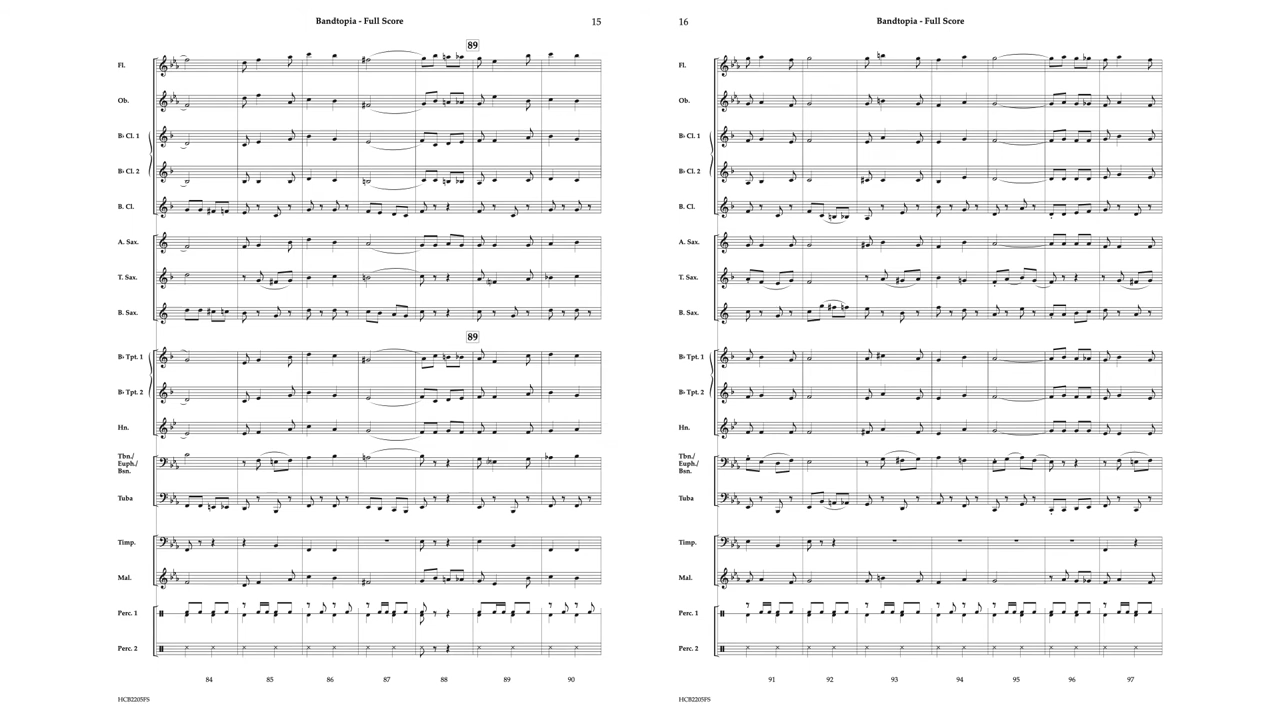 Bandtopia - Full Score
15
89
Fl.
Ob.
B♭ Cl. 1
B♭ Cl. 2
B. Cl.
A. Sax.
T. Sax.
B. Sax.
89
B♭ Tpt. 1
B♭ Tpt. 2
Hn.
Tbn./
Euph./
Bsn.
Tuba
Timp.
Mal.
Perc. 1
Perc. 2
84 85 86 87 88 89 90
HCB2205FS
16
Bandtopia - Full Score
Fl.
Ob.
B♭ Cl. 1
B♭ Cl. 2
B. Cl.
A. Sax.
T. Sax.
B. Sax.
B♭ Tpt. 1
B♭ Tpt. 2
Hn.
Tbn./
Euph./
Bsn.
Tuba
Timp.
Mal.
Perc. 1
Perc. 2
91 92 93 94 95 96 97
HCB2205FS